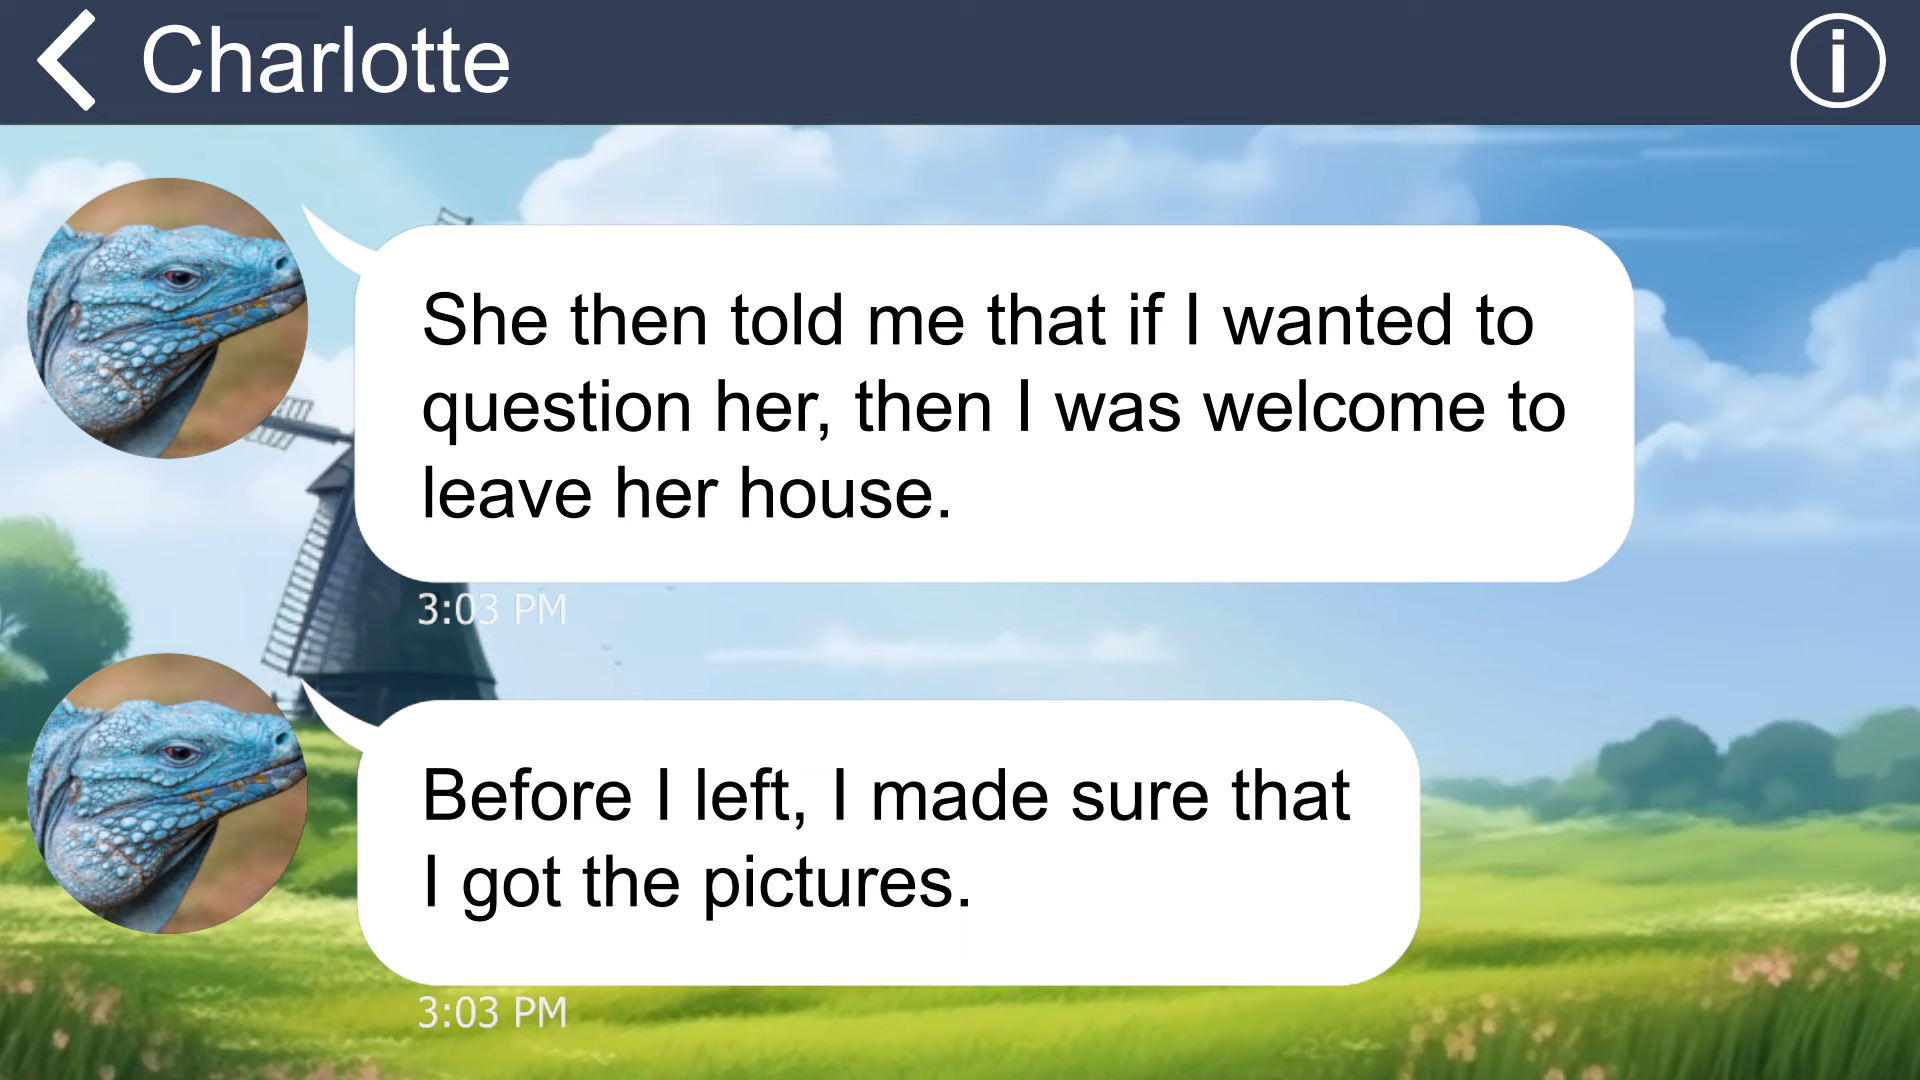 Charlotte
She then told me that if I wanted to
question her, then I was welcome to
leave her house.
3:03 PM
Before I left, I made sure that
I got the pictures.
3:03 PM